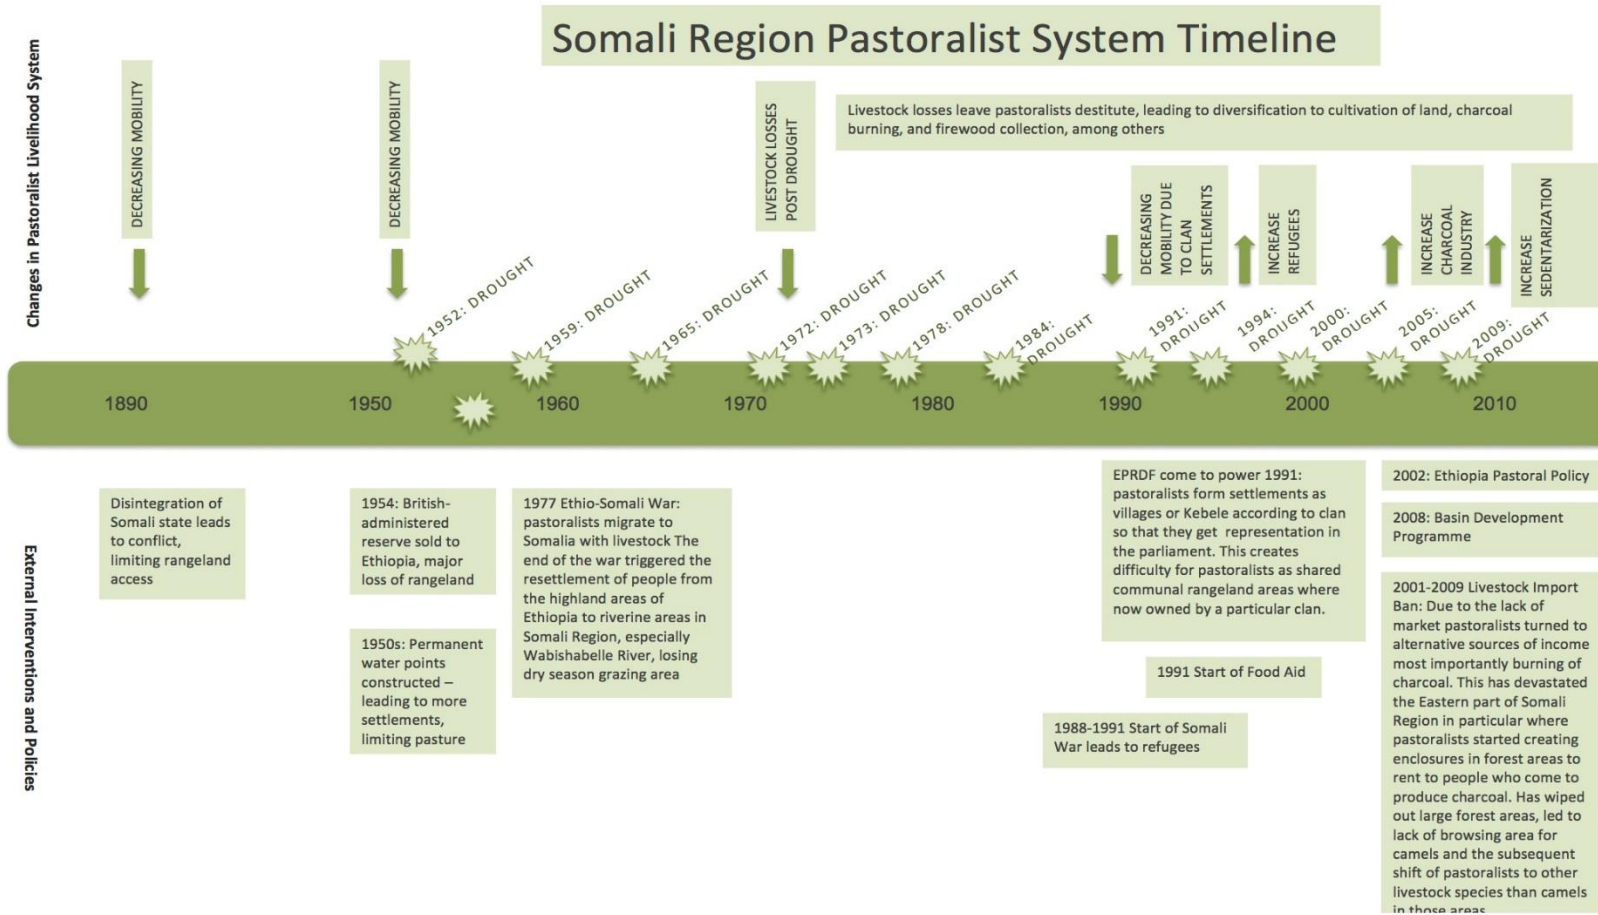 Somali Region Pastoralist System Timeline
Changes in Pastoralist Livelihood System
DECREASING MOBILITY
DECREASING MOBILITY
LIVESTOCK LOSSES
POST DROUGHT
Livestock losses leave pastoralists destitute, leading to diversification to cultivation of land, charcoal
burning, and firewood collection, among others
DECREASING
MOBILITY DUE
TO CLAN
SETTLEMENTS
INCREASE
REFUGEES
INCREASE
CHARCOAL
INDUSTRY
INCREASE
SEDENTARIZATION
1952: DROUGHT
1959: DROUGHT
1965: DROUGHT
1972: DROUGHT
1973: DROUGHT
1978: DROUGHT
1984:
DROUGHT
1991:
DROUGHT
1994:
DROUGHT
2000:
DROUGHT
2005:
DROUGHT
2009:
DROUGHT
1890
1950
1960
1970
1980
1990
2000
2010
External Interventions and Policies
Disintegration of
Somali state leads
to conflict,
limiting rangeland
access
1954: British-
administered
reserve sold to
Ethiopia, major
loss of rangeland
1950s: Permanent
water points
constructed –
leading to more
settlements,
limiting pasture
1977 Ethio-Somali War:
pastoralists migrate to
Somalia with livestock The
end of the war triggered the
resettlement of people from
the highland areas of
Ethiopia to riverine areas in
Somali Region, especially
Wabishabelle River, losing
dry season grazing area
EPRDF come to power 1991:
pastoralists form settlements as
villages or Kebele according to clan
so that they get representation in
the parliament. This creates
difficulty for pastoralists as shared
communal rangeland areas where
now owned by a particular clan.
1991 Start of Food Aid
1988-1991 Start of Somali
War leads to refugees
2002: Ethiopia Pastoral Policy
2008: Basin Development
Programme
2001-2009 Livestock Import
Ban: Due to the lack of
market pastoralists turned to
alternative sources of income
most importantly burning of
charcoal. This has devastated
the Eastern part of Somali
Region in particular where
pastoralists started creating
enclosures in forest areas to
rent to people who come to
produce charcoal. Has wiped
out large forest areas, led to
lack of browsing area for
camels and the subsequent
shift of pastoralists to other
livestock species than camels
in those areas